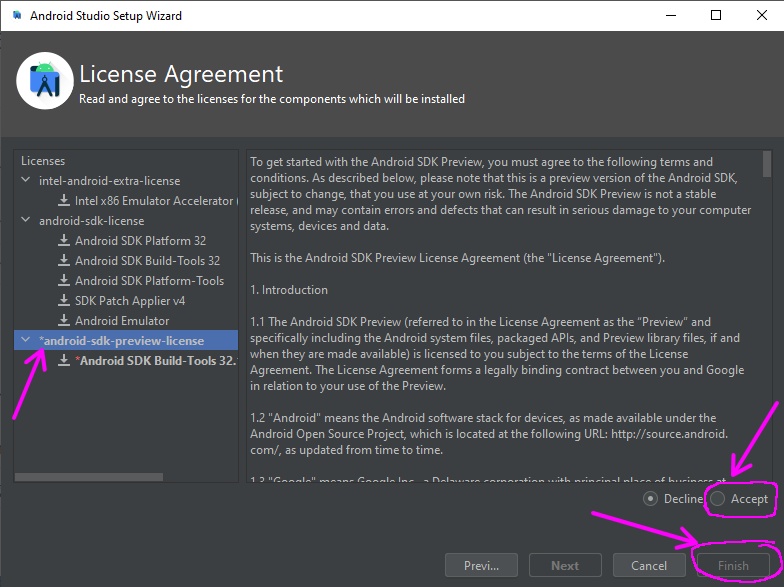 Android Studio Setup Wizard
License Agreement
Read and agree to the licenses for the components which will be installed
Licenses
intel-android-extra-license
Intel x86 Emulator Accelerator (
android-sdk-license
Android SDK Platform 32
Android SDK Build-Tools 32
Android SDK Platform-Tools
SDK Patch Applier v4
Android Emulator
*android-sdk-preview-license
*Android SDK Build-Tools 32.
To get started with the Android SDK Preview, you must agree to the following terms and
conditions. As described below, please note that this is a preview version of the Android SDK,
subject to change, that you use at your own risk. The Android SDK Preview is not a stable
release, and may contain errors and defects that can result in serious damage to your computer
systems, devices and data.
This is the Android SDK Preview License Agreement (the "License Agreement").
1. Introduction
1.1 The Android SDK Preview (referred to in the License Agreement as the “Preview” and
specifically including the Android system files, packaged APIs, and Preview library files, if and
when they are made available) is licensed to you subject to the terms of the License
Agreement. The License Agreement forms a legally binding contract between you and Google
in relation to your use of the Preview.
1.2 "Android" means the Android software stack for devices, as made available under the
Android Open Source Project, which is located at the following URL: http://source.android.
com/, as updated from time to time.
1.3 "Google" means Google Inc., a Delaware corporation with principal place of business at
Decline
Accept
Previ...
Next
Cancel
Finish